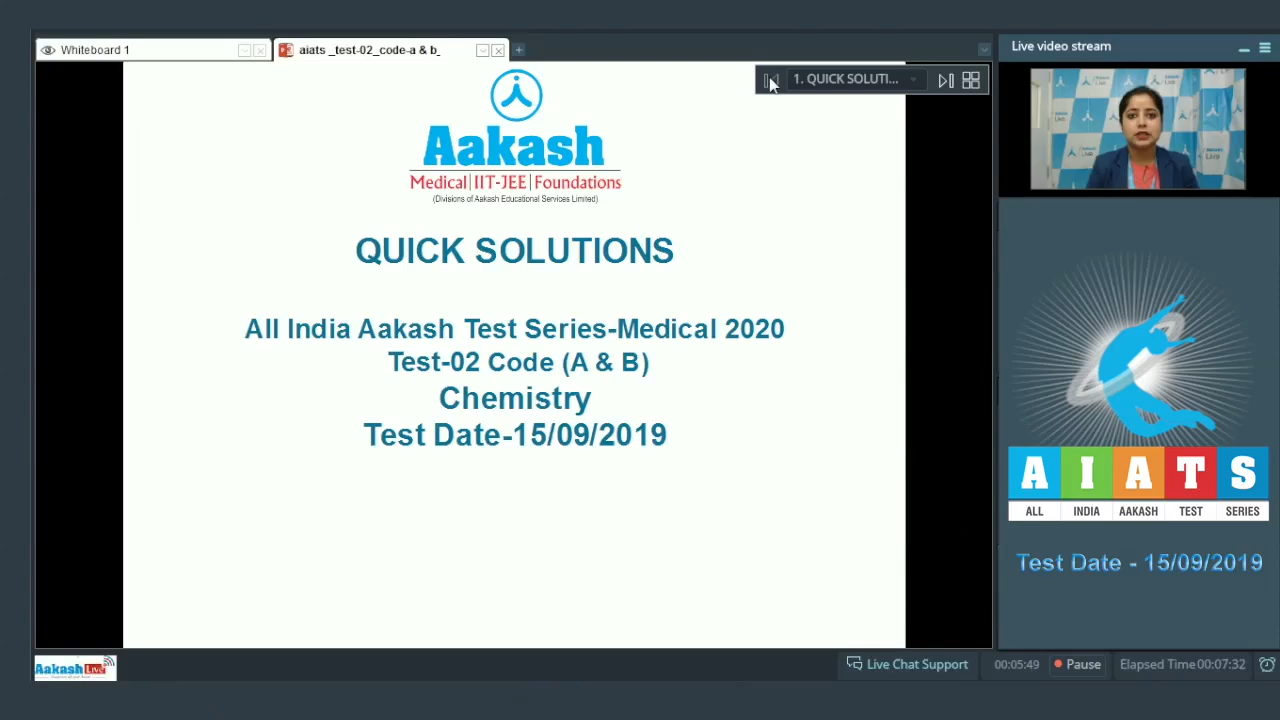 Whiteboard 1
aiats _test-02_code-a & b_
Live video stream
1. QUICK SOLUTI...
Aakash
Medical|IIT-JEE|Foundations
(Divisions of Aakash Educational Services Limited)
QUICK SOLUTIONS
All India Aakash Test Series-Medical 2020
Test-02 Code (A & B)
Chemistry
Test Date-15/09/2019
A I A T S
ALL INDIA AAKASH TEST SERIES
Test Date - 15/09/2019
Aakash Live
Live Chat Support
00:05:49
Pause
Elapsed Time 00:07:32